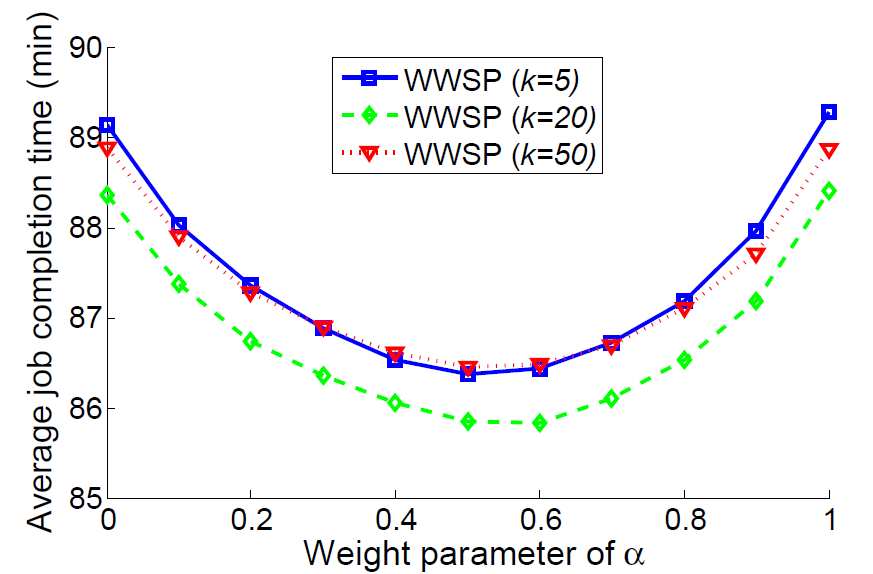 Average job completion time (min)
90
89
88
87
86
85
WWSP (k=5)
WWSP (k=20)
WWSP (k=50)
0 0.2 0.4 0.6 0.8 1
Weight parameter of α